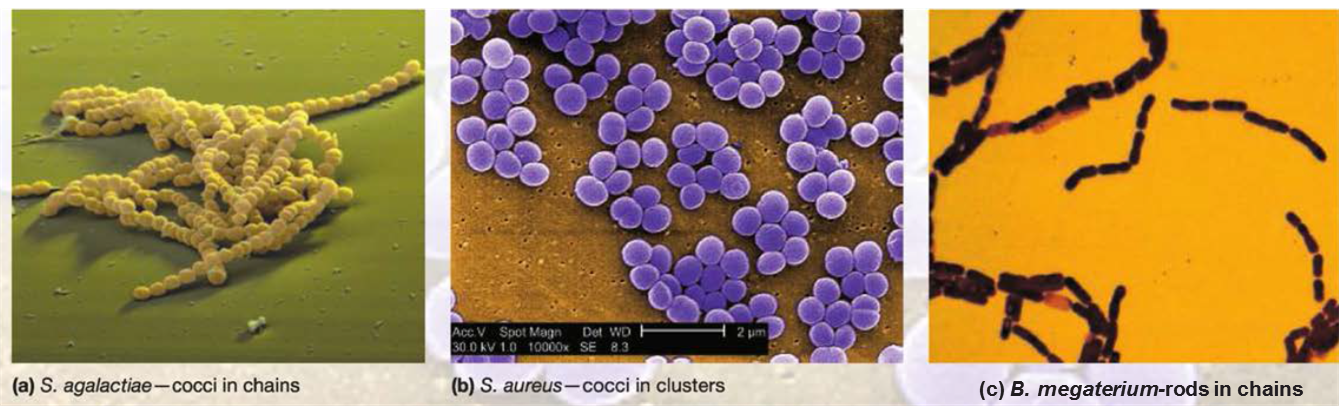 Acc.V Spot Magn Det WD 2 µm
30.0 kV 1.0 10000x SE 8.3
(a) S. agalactiae—cocci in chains
(b) S. aureus—cocci in clusters
(c) B. megaterium-rods in chains